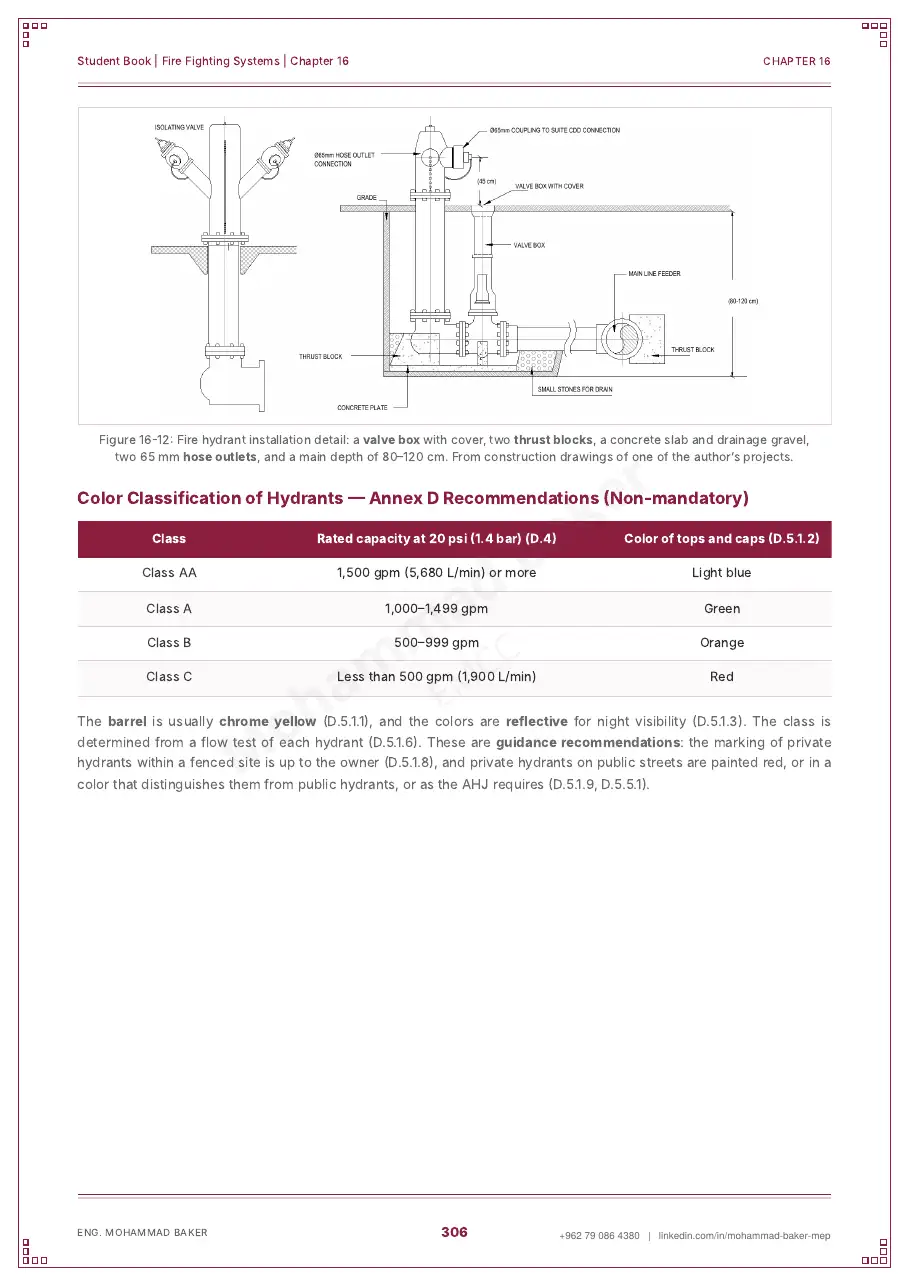 Student Book | Fire Fighting Systems | Chapter 16
CHAPTER 16
ISOLATING VALVE
Ø65mm HOSE OUTLET
CONNECTION
Ø65mm COUPLING TO SUITE CDD CONNECTION
(45 cm)
VALVE BOX WITH COVER
GRADE
VALVE BOX
MAIN LINE FEEDER
(80-120 cm)
THRUST BLOCK
THRUST BLOCK
SMALL STONES FOR DRAIN
CONCRETE PLATE
Figure 16-12: Fire hydrant installation detail: a valve box with cover, two thrust blocks, a concrete slab and drainage gravel,
two 65 mm hose outlets, and a main depth of 80–120 cm. From construction drawings of one of the author's projects.
Color Classification of Hydrants — Annex D Recommendations (Non-mandatory)
Class Rated capacity at 20 psi (1.4 bar) (D.4) Color of tops and caps (D.5.1.2)
Class AA 1,500 gpm (5,680 L/min) or more Light blue
Class A 1,000–1,499 gpm Green
Class B 500–999 gpm Orange
Class C Less than 500 gpm (1,900 L/min) Red
The barrel is usually chrome yellow (D.5.1.1), and the colors are reflective for night visibility (D.5.1.3). The class is
determined from a flow test of each hydrant (D.5.1.6). These are guidance recommendations: the marking of private
hydrants within a fenced site is up to the owner (D.5.1.8), and private hydrants on public streets are painted red, or in a
color that distinguishes them from public hydrants, or as the AHJ requires (D.5.1.9, D.5.5.1).
Mohammad Baker
ENG. MOHAMMAD BAKER
306
+962 79 086 4380 | linkedin.com/in/mohammad-baker-mep